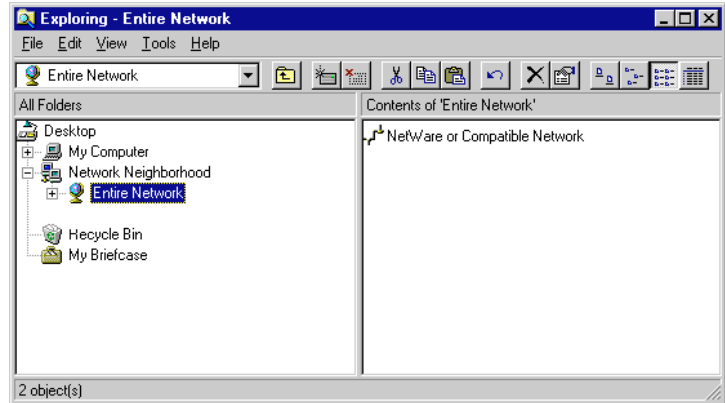 Exploring - Entire Network
File Edit View Tools Help
Entire Network
All Folders Contents of 'Entire Network'
Desktop
My Computer
Network Neighborhood
Entire Network
Recycle Bin
My Briefcase
NetWare or Compatible Network
2 object(s)